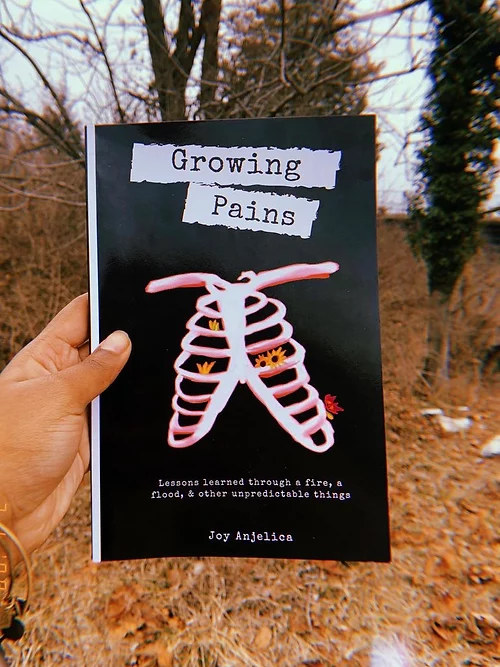 Growing
Pains
Lessons learned through a fire, a
flood, & other unpredictable things
Joy Anjelica